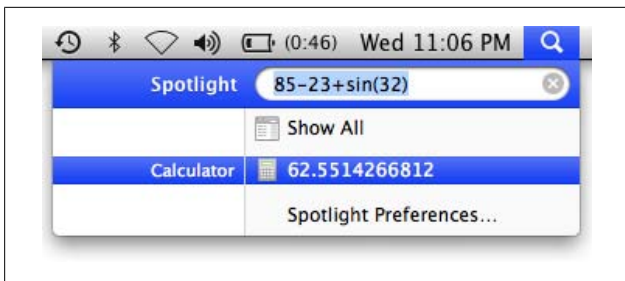 (0:46) Wed 11:06 PM
Spotlight 85-23+sin(32)
Show All
Calculator 62.5514266812
Spotlight Preferences...